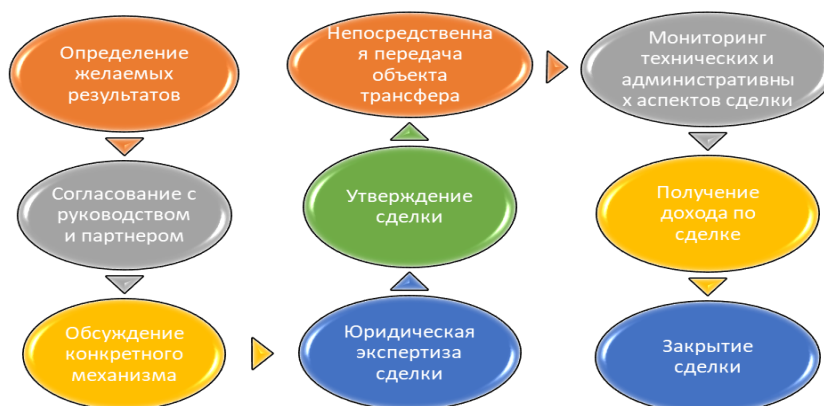 Определение
желаемых
результатов
Согласование с
руководством
и партнером
Обсуждение
конкретного
механизма
Юридическая
экспертиза
сделки
Утверждение
сделки
Непосредственна
я передача
объекта
трансфера
Мониторинг
технических и
административны
х аспектов сделки
Получение
дохода по
сделке
Закрытие
сделки